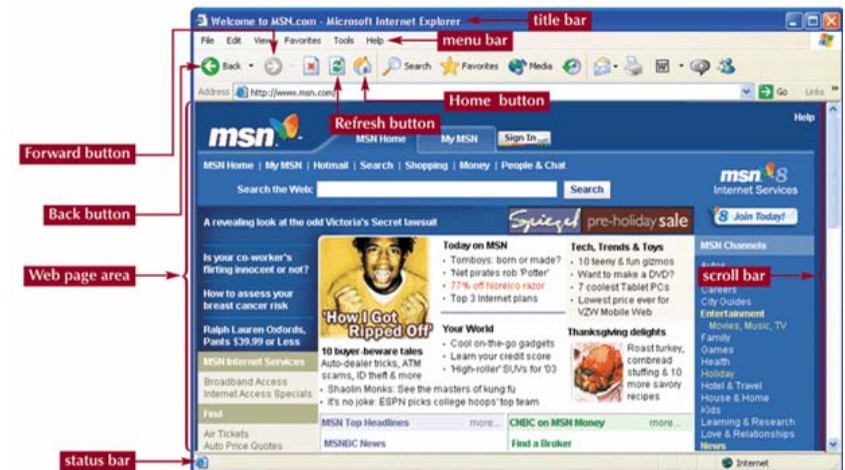 Welcome to MSN.com - Microsoft Internet Explorer
title bar
File Edit View Favorites Tools Help
menu bar
Back Search Favorites Media
Address http://www.msn.com/ Go Links
Home button
Refresh button
Forward button
Back button
Web page area
scroll bar
status bar
Help
msn
MSN Home My MSN Sign In
MSN Home | My MSN | Hotmail | Search | Shopping | Money | People & Chat
Search the Web: Search
msn 8
Internet Services
8 Join Today!
A revealing look at the odd Victoria's Secret lawsuit
Spiegel pre-holiday sale
Is your co-worker's
flirting innocent or not?
How to assess your
breast cancer risk
Ralph Lauren Oxfords,
Pants $39.99 or Less
MSN Internet Services
Broadband Access
Internet Access Specials
Find
Air Tickets
Auto Price Quotes
'How I Got
Ripped Off'
10 buyer-beware tales
Auto-dealer tricks, ATM
scams, ID theft & more
· Shaolin Monks: See the masters of kung fu
· It's no joke: ESPN picks college hoops' top team
Today on MSN
· Tomboys: born or made?
· 'Net pirates rob 'Potter'
· 77% off Norelco razor
· Top 3 Internet plans
Your World
· Cool on-the-go gadgets
· Learn your credit score
· 'High-roller' SUVs for '03
Tech, Trends & Toys
· 10 teeny & fun gizmos
· Want to make a DVD?
· 7 coolest Tablet PCs
· Lowest price ever for
VZW Mobile Web
Thanksgiving delights
Roast turkey,
cornbread
stuffing & 10
more savory
recipes
MSN Top Headlines more...
MSNBC News
CNBC on MSN Money more...
Find a Broker
MSN Channels
Autos
Careers
City Guides
Entertainment
Movies, Music, TV
Family
Games
Health
Holiday
Hotel & Travel
House & Home
Kids
Learning & Research
Love & Relationships
News
Internet